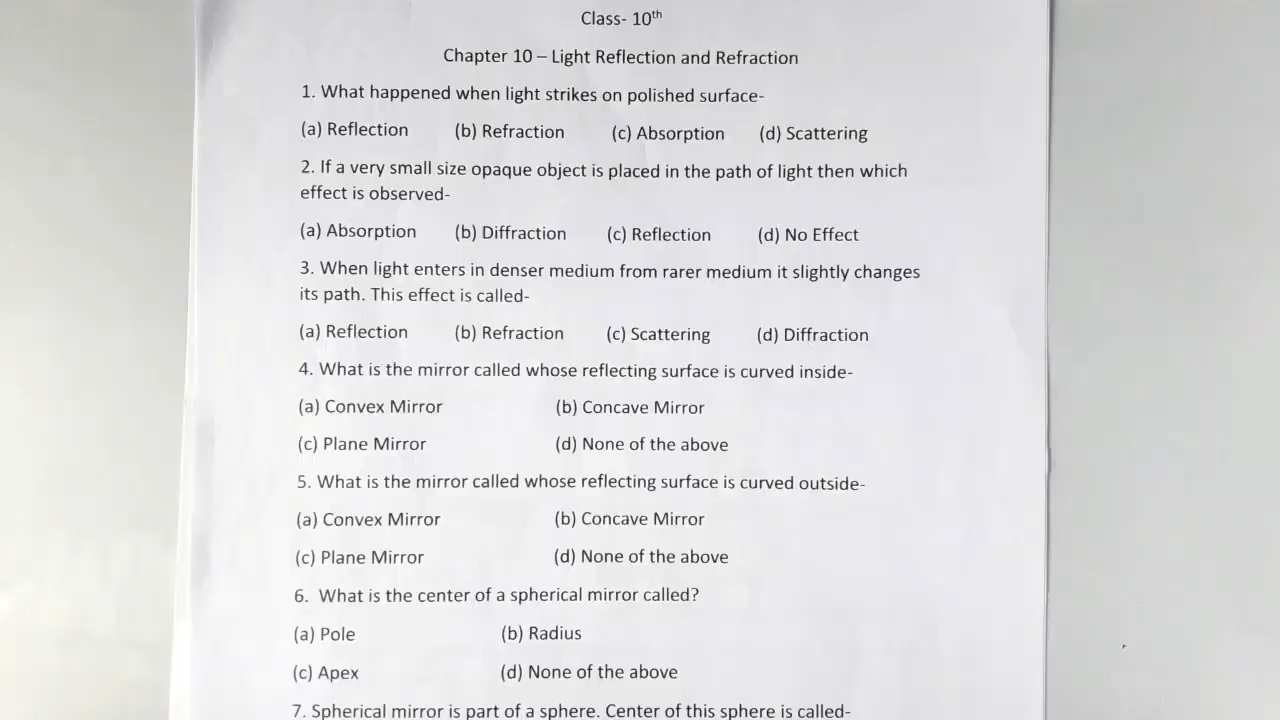 Class- 10th
Chapter 10 – Light Reflection and Refraction
1. What happened when light strikes on polished surface-
(a) Reflection (b) Refraction (c) Absorption (d) Scattering
2. If a very small size opaque object is placed in the path of light then which
effect is observed-
(a) Absorption (b) Diffraction (c) Reflection (d) No Effect
3. When light enters in denser medium from rarer medium it slightly changes
its path. This effect is called-
(a) Reflection (b) Refraction (c) Scattering (d) Diffraction
4. What is the mirror called whose reflecting surface is curved inside-
(a) Convex Mirror (b) Concave Mirror
(c) Plane Mirror (d) None of the above
5. What is the mirror called whose reflecting surface is curved outside-
(a) Convex Mirror (b) Concave Mirror
(c) Plane Mirror (d) None of the above
6. What is the center of a spherical mirror called?
(a) Pole (b) Radius
(c) Apex (d) None of the above
7. Spherical mirror is part of a sphere. Center of this sphere is called-